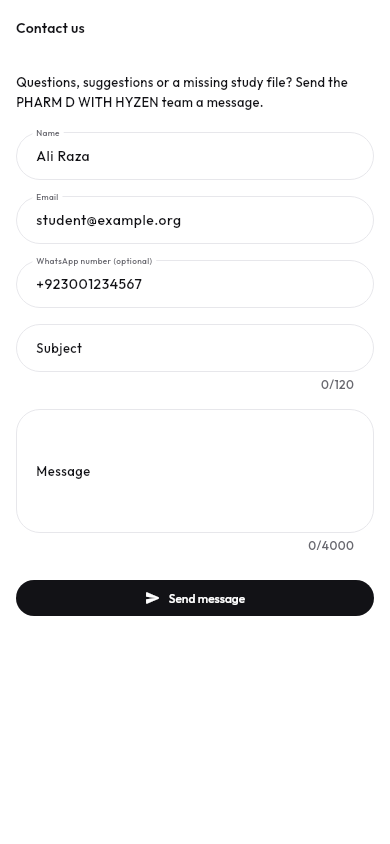 Contact us
Questions, suggestions or a missing study file? Send the
PHARM D WITH HYZEN team a message.
Name
Ali Raza
Email
student@example.org
WhatsApp number (optional)
+923001234567
Subject
0/120
Message
0/4000
Send message